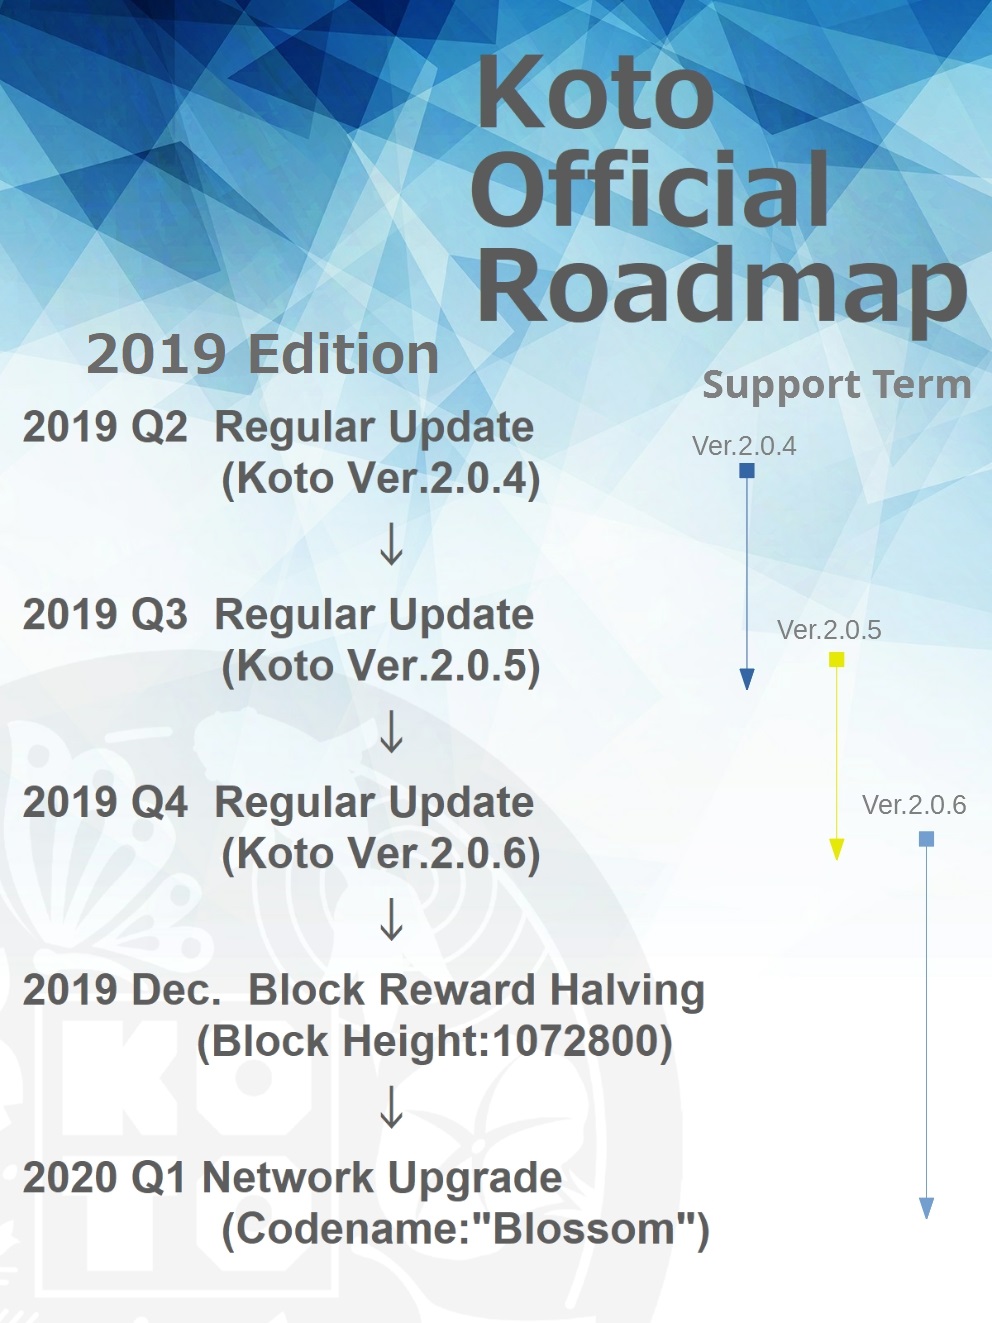 Koto
Official
Roadmap
2019 Edition
Support Term
2019 Q2 Regular Update
(Koto Ver.2.0.4)
↓
2019 Q3 Regular Update
(Koto Ver.2.0.5)
↓
2019 Q4 Regular Update
(Koto Ver.2.0.6)
↓
2019 Dec. Block Reward Halving
(Block Height:1072800)
↓
2020 Q1 Network Upgrade
(Codename:"Blossom")
Ver.2.0.4
Ver.2.0.5
Ver.2.0.6
KO
TO